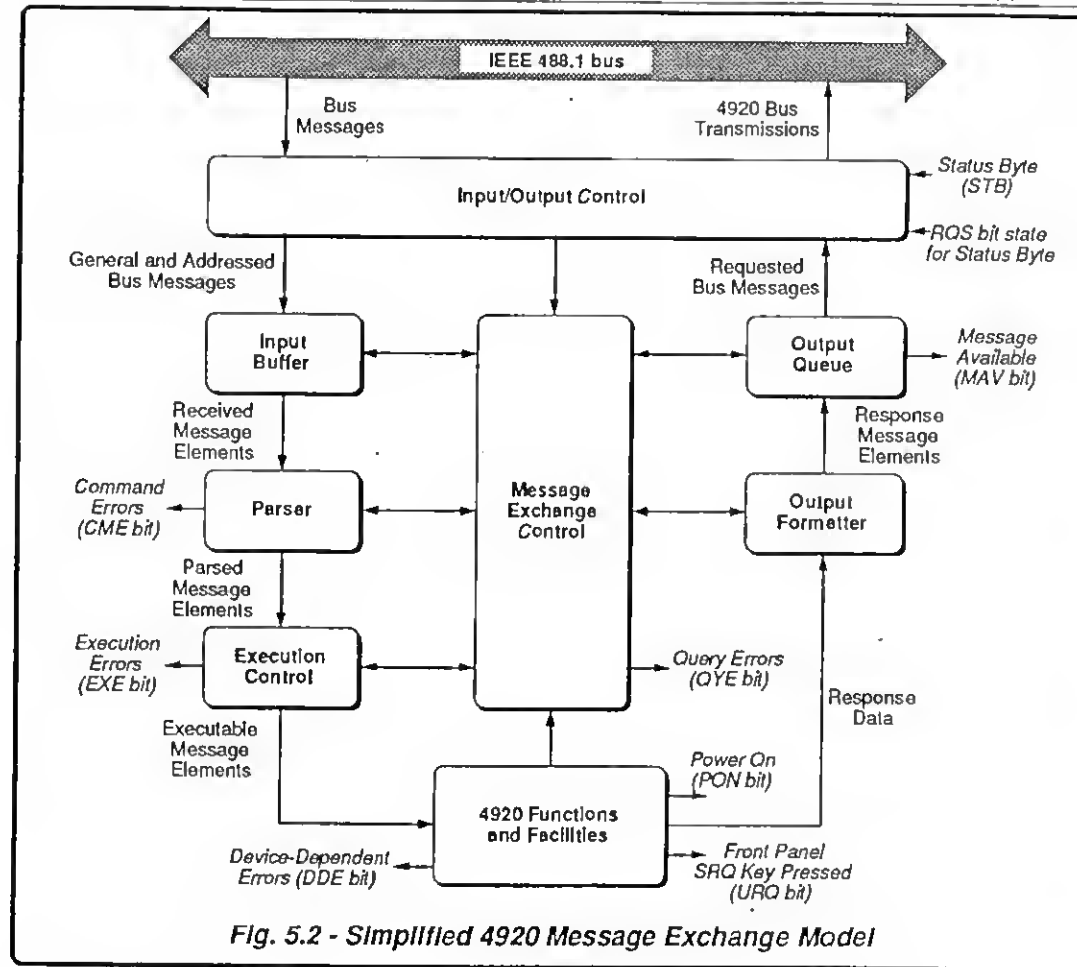 IEEE 488.1 bus
Bus
Messages
4920 Bus
Transmissions
Input/Output Control
Status Byte
(STB)
RQS bit state
for Status Byte
General and Addressed
Bus Messages
Requested
Bus Messages
Input
Buffer
Message
Exchange
Control
Output
Queue
Message
Available
(MAV bit)
Received
Message
Elements
Response
Message
Elements
Command
Errors
(CME bit)
Parser
Output
Formatter
Parsed
Message
Elements
Execution
Errors
(EXE bit)
Execution
Control
Query Errors
(QYE bit)
Response
Data
Executable
Message
Elements
4920 Functions
and Facilities
Power On
(PON bit)
Device-Dependent
Errors (DDE bit)
Front Panel
SRQ Key Pressed
(URQ bit)
Fig. 5.2 - Simplified 4920 Message Exchange Model